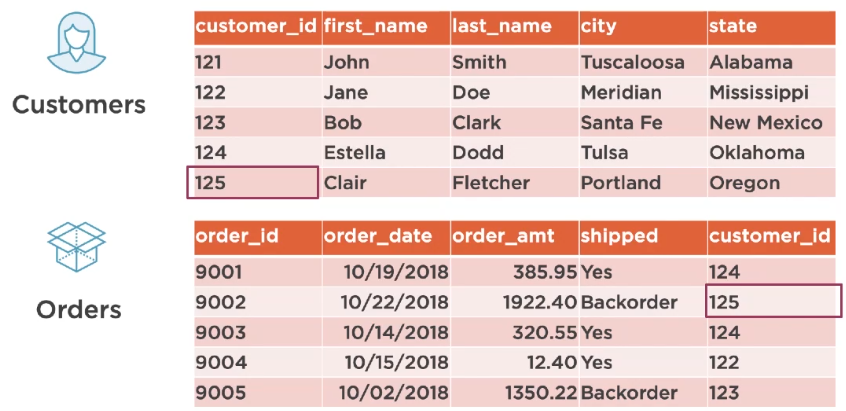 customer_id first_name last_name city state
121 John Smith Tuscaloosa Alabama
122 Jane Doe Meridian Mississippi
Customers
123 Bob Clark Santa Fe New Mexico
124 Estella Dodd Tulsa Oklahoma
125 Clair Fletcher Portland Oregon
order_id order_date order_amt shipped customer_id
9001 10/19/2018 385.95 Yes 124
9002 10/22/2018 1922.40 Backorder 125
Orders
9003 10/14/2018 320.55 Yes 124
9004 10/15/2018 12.40 Yes 122
9005 10/02/2018 1350.22 Backorder 123